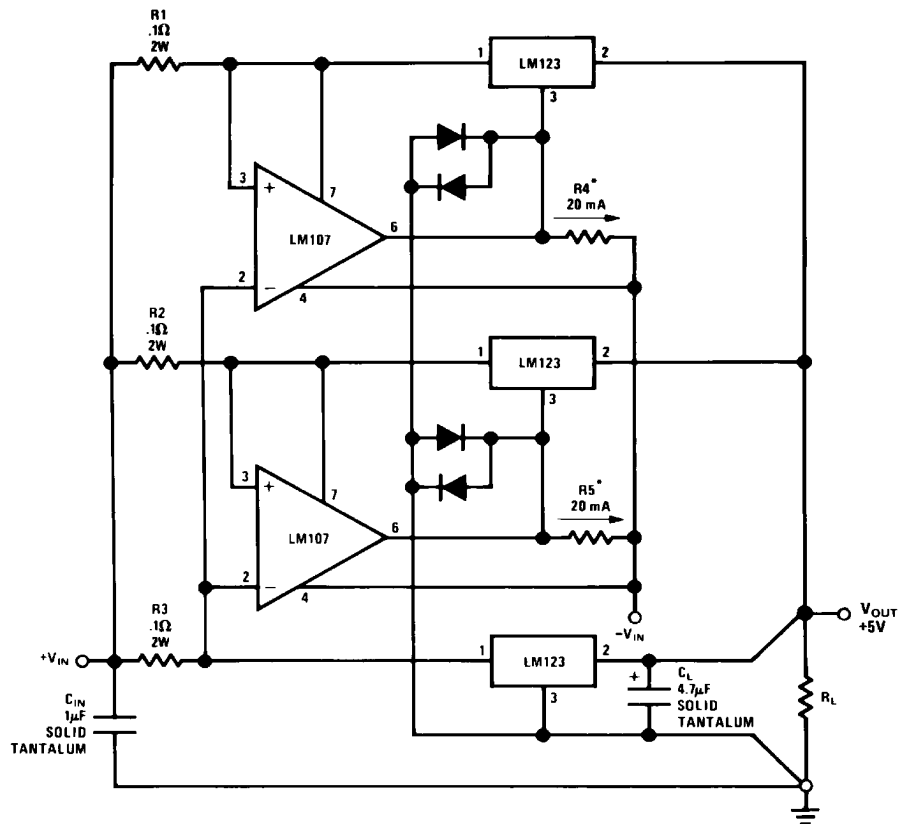 R1
.1Ω
2W
1
LM123
2
3
3
+
7
R4*
20 mA
LM107
6
2
−
4
R2
.1Ω
2W
1
LM123
2
3
3
+
7
R5*
20 mA
LM107
6
2
−
4
R3
.1Ω
2W
−VIN
VOUT
+5V
+VIN
1
LM123
2
3
+
CL
4.7μF
SOLID
TANTALUM
RL
CIN
1μF
SOLID
TANTALUM